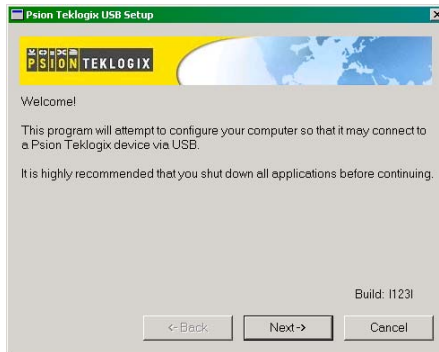 Psion Teklogix USB Setup
PSION TEKLOGIX
Welcome!
This program will attempt to configure your computer so that it may connect to
a Psion Teklogix device via USB.
It is highly recommended that you shut down all applications before continuing.
Build: I123I
<-Back Next-> Cancel